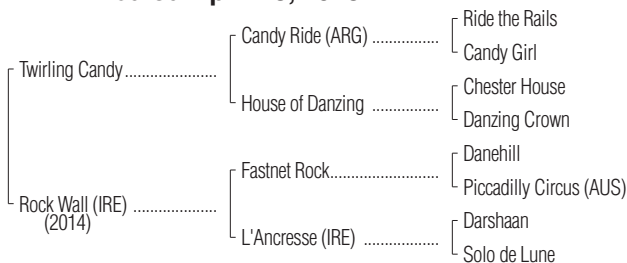 Ride the Rails
Candy Ride (ARG) ................
Candy Girl
Twirling Candy ......................
Chester House
House of Danzing ................
Danzing Crown
Danehill
Fastnet Rock..........................
Piccadilly Circus (AUS)
Rock Wall (IRE) ....................
(2014)
Darshaan
L'Ancresse (IRE) ..................
Solo de Lune